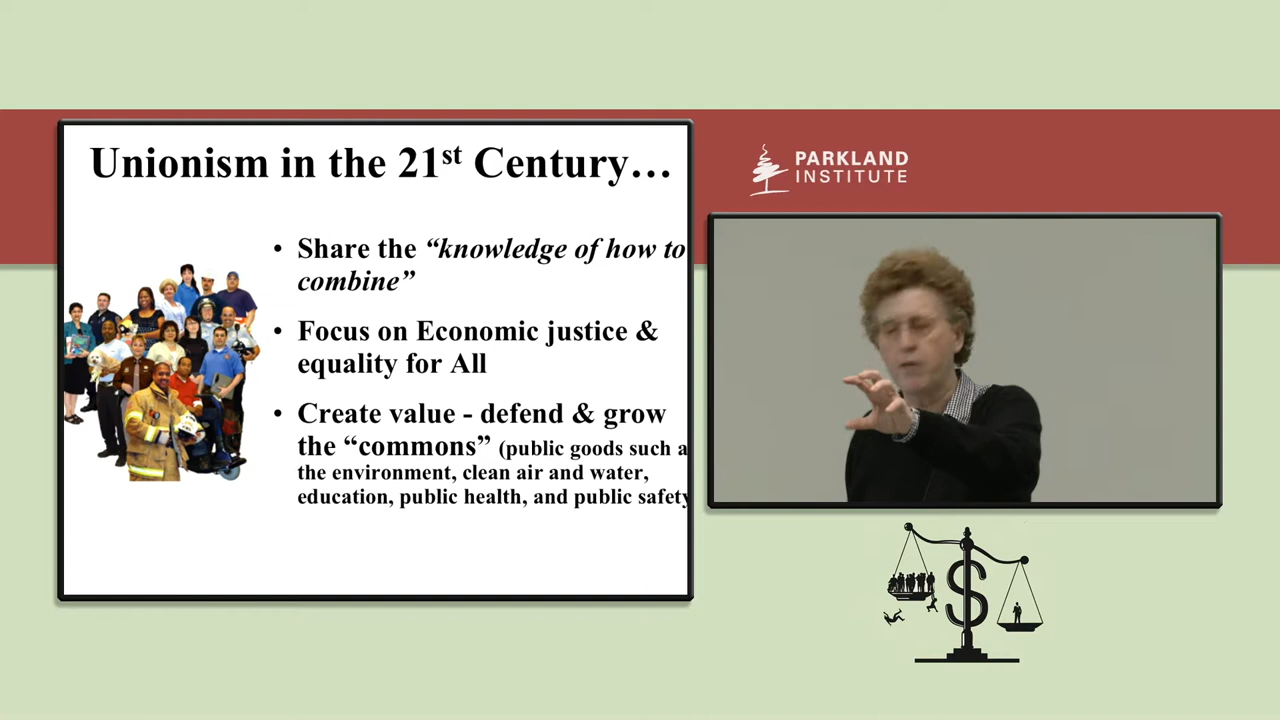 Unionism in the 21st Century…
• Share the “knowledge of how to
combine”
• Focus on Economic justice &
equality for All
• Create value - defend & grow
the “commons” (public goods such a
the environment, clean air and water,
education, public health, and public safety
PARKLAND
INSTITUTE
$